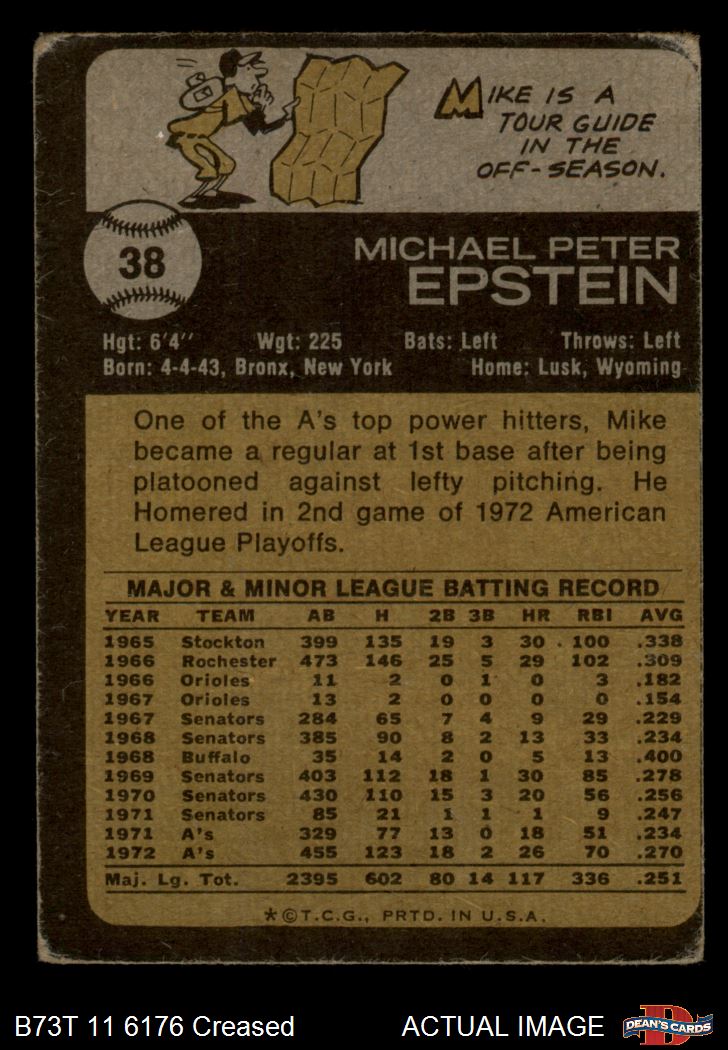 MIKE IS A
TOUR GUIDE
IN THE
OFF-SEASON.
38
MICHAEL PETER
EPSTEIN
Hgt: 6'4" Wgt: 225 Bats: Left Throws: Left
Born: 4-4-43, Bronx, New York Home: Lusk, Wyoming
One of the A's top power hitters, Mike
became a regular at 1st base after being
platooned against lefty pitching. He
Homered in 2nd game of 1972 American
League Playoffs.
MAJOR & MINOR LEAGUE BATTING RECORD
YEAR TEAM AB H 2B 3B HR RBI AVG
1965 Stockton 399 135 19 3 30 100 .338
1966 Rochester 473 146 25 5 29 102 .309
1966 Orioles 11 2 0 1 0 3 .182
1967 Orioles 13 2 0 0 0 0 .154
1967 Senators 284 65 7 4 9 29 .229
1968 Senators 385 90 8 2 13 33 .234
1968 Buffalo 35 14 2 0 5 13 .400
1969 Senators 403 112 18 1 30 85 .278
1970 Senators 430 110 15 3 20 56 .256
1971 Senators 85 21 1 1 1 9 .247
1971 A's 329 77 13 0 18 51 .234
1972 A's 455 123 18 2 26 70 .270
Maj. Lg. Tot. 2395 602 80 14 117 336 .251
*©T.C.G., PRTD. IN U.S.A.
B73T 11 6176 Creased ACTUAL IMAGE
D
DEAN'S CARDS